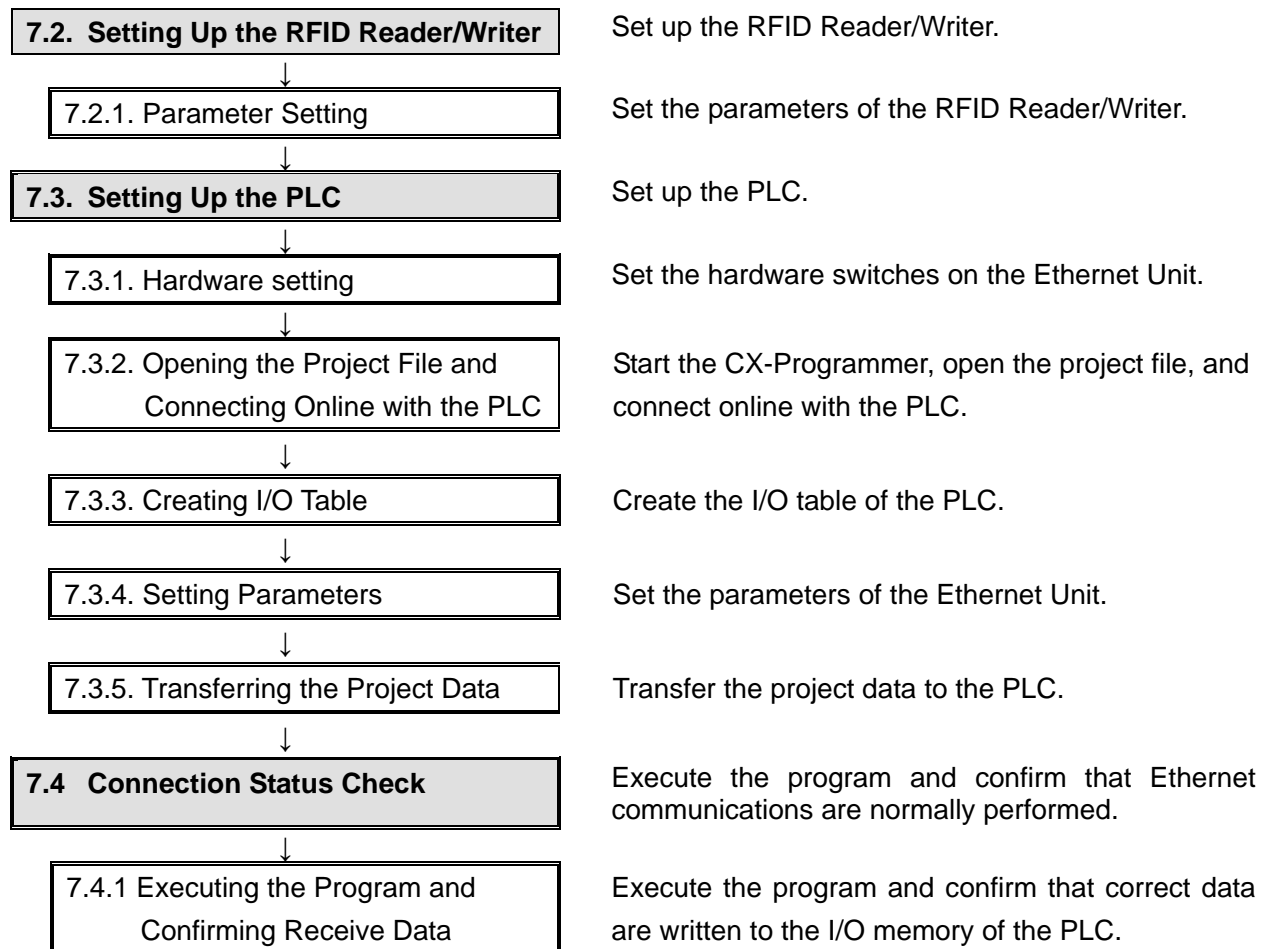 7.2. Setting Up the RFID Reader/Writer
Set up the RFID Reader/Writer.
↓
7.2.1. Parameter Setting
Set the parameters of the RFID Reader/Writer.
↓
7.3. Setting Up the PLC
Set up the PLC.
↓
7.3.1. Hardware setting
Set the hardware switches on the Ethernet Unit.
↓
7.3.2. Opening the Project File and
Connecting Online with the PLC
Start the CX-Programmer, open the project file, and
connect online with the PLC.
↓
7.3.3. Creating I/O Table
Create the I/O table of the PLC.
↓
7.3.4. Setting Parameters
Set the parameters of the Ethernet Unit.
↓
7.3.5. Transferring the Project Data
Transfer the project data to the PLC.
↓
7.4 Connection Status Check
Execute the program and confirm that Ethernet
communications are normally performed.
↓
7.4.1 Executing the Program and
Confirming Receive Data
Execute the program and confirm that correct data
are written to the I/O memory of the PLC.